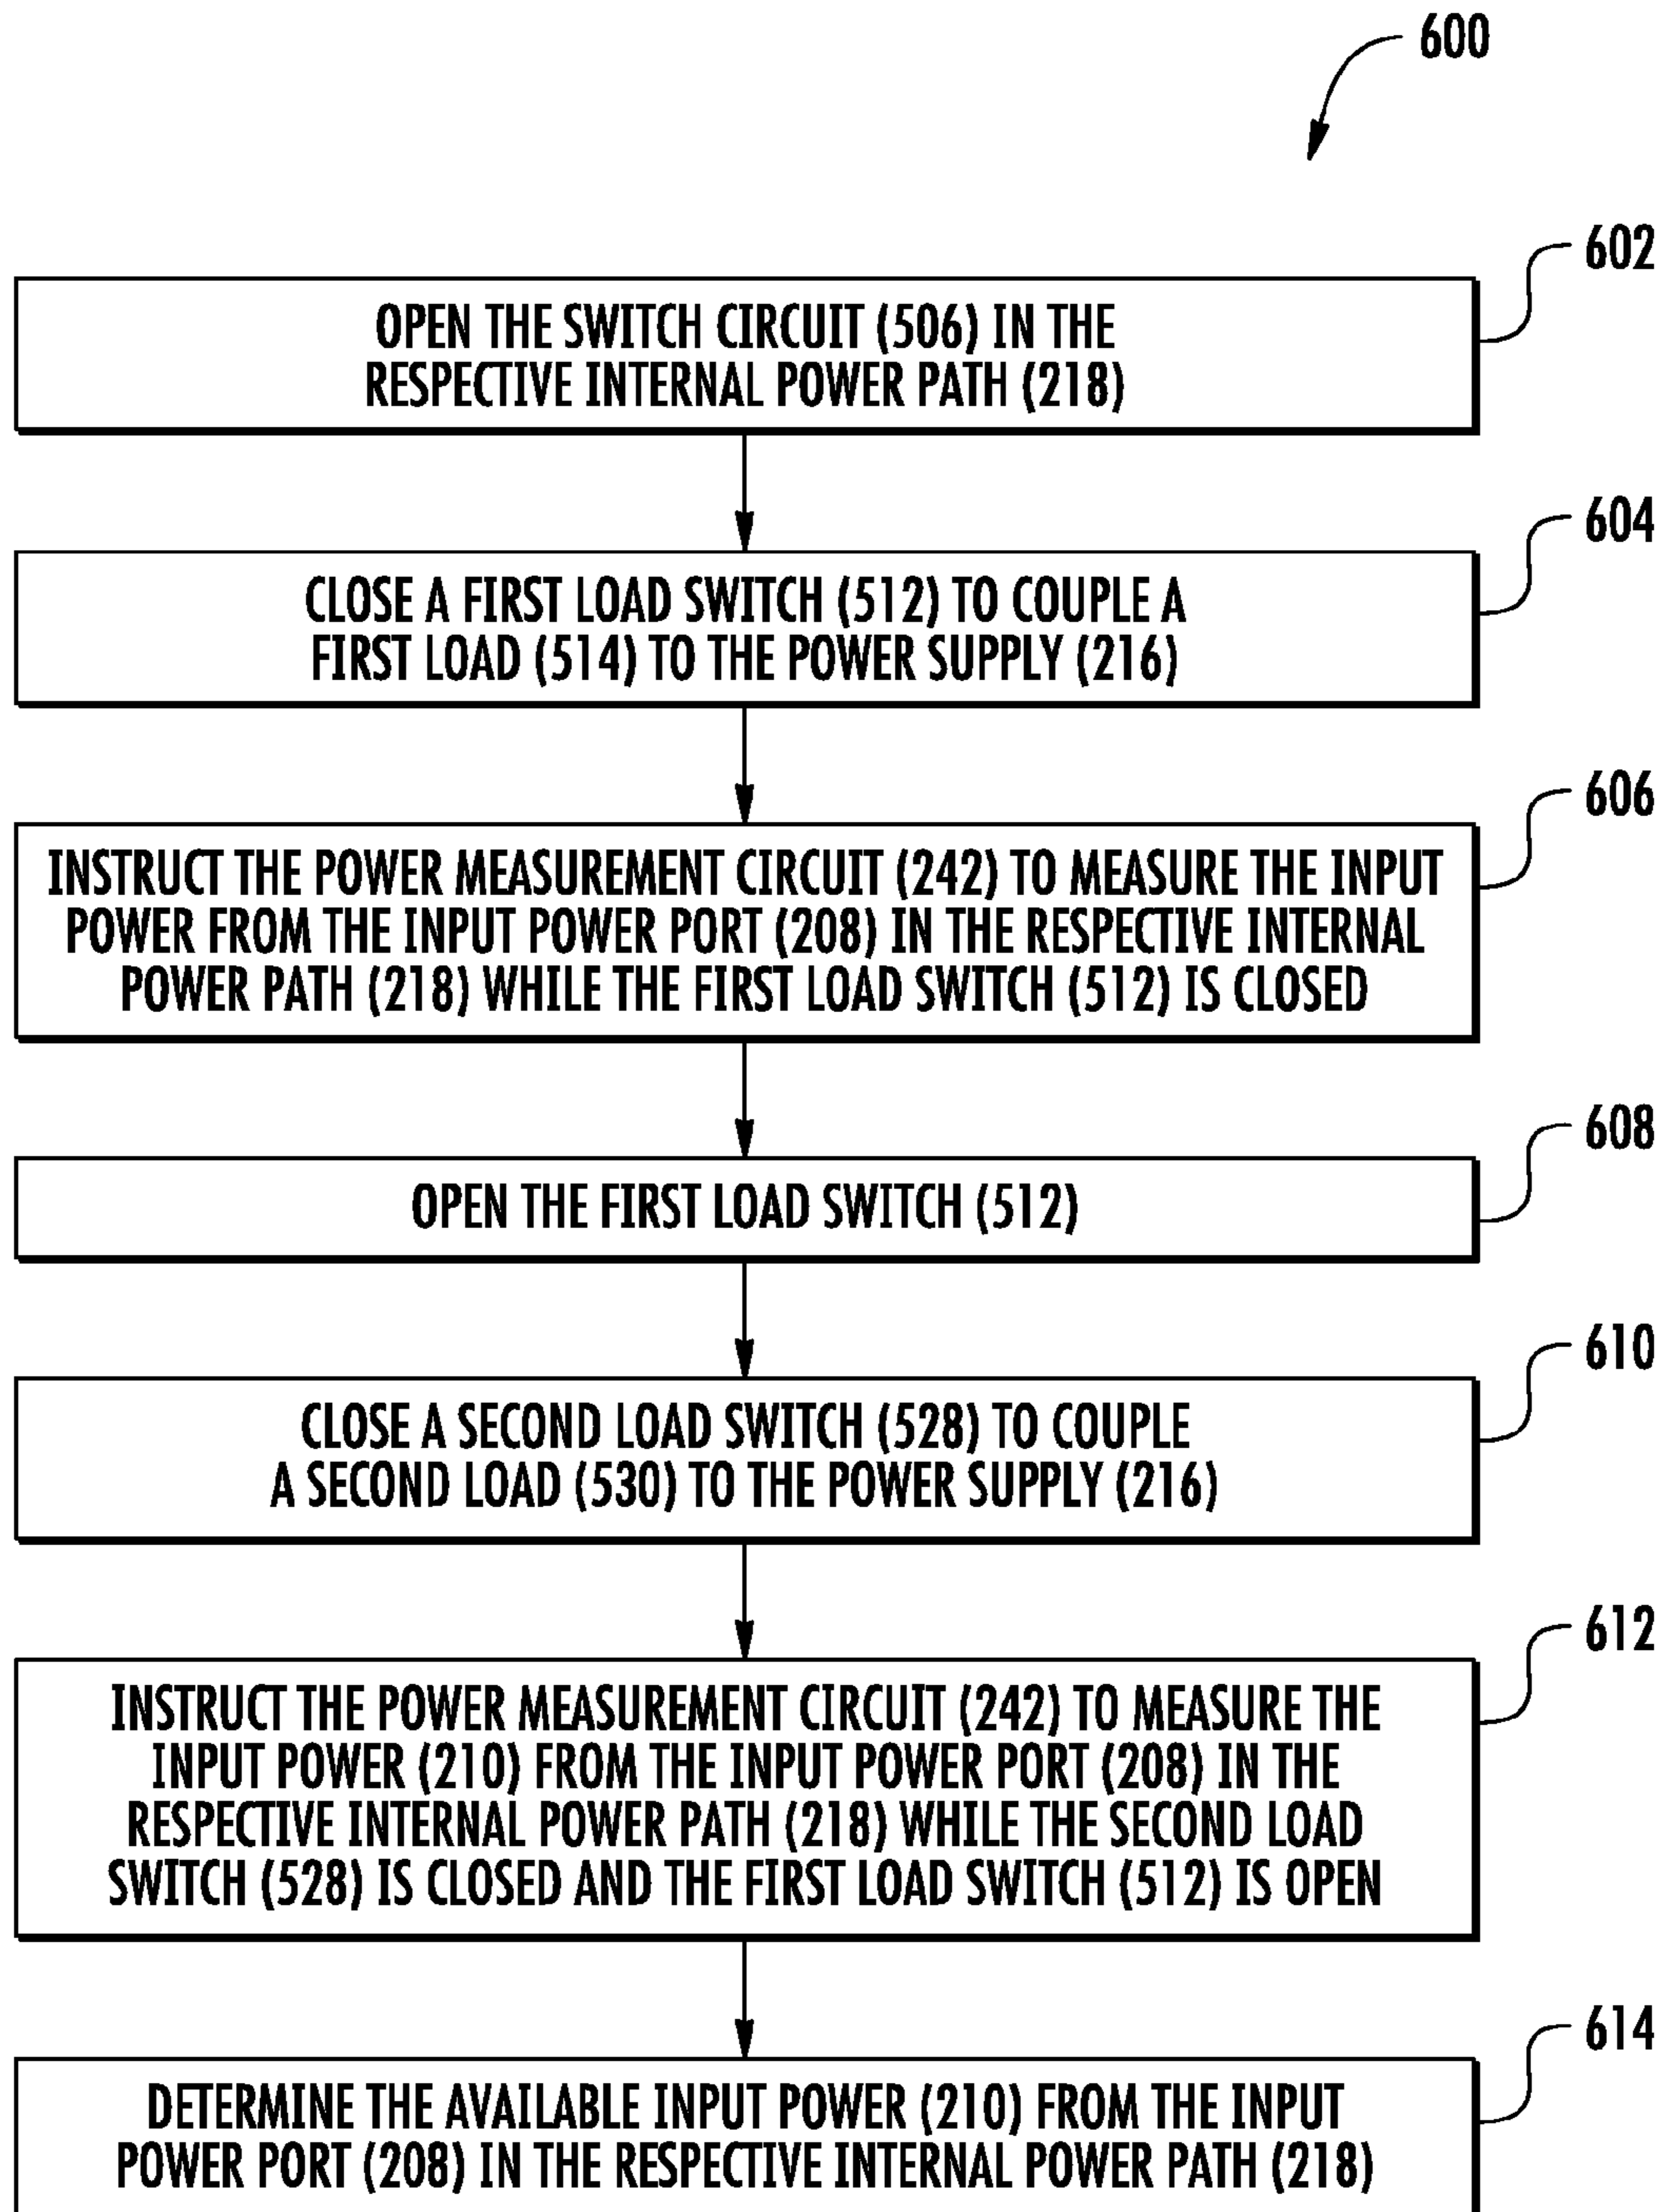 600
602
OPEN THE SWITCH CIRCUIT (506) IN THE
RESPECTIVE INTERNAL POWER PATH (218)
604
CLOSE A FIRST LOAD SWITCH (512) TO COUPLE A
FIRST LOAD (514) TO THE POWER SUPPLY (216)
606
INSTRUCT THE POWER MEASUREMENT CIRCUIT (242) TO MEASURE THE INPUT
POWER FROM THE INPUT POWER PORT (208) IN THE RESPECTIVE INTERNAL
POWER PATH (218) WHILE THE FIRST LOAD SWITCH (512) IS CLOSED
608
OPEN THE FIRST LOAD SWITCH (512)
610
CLOSE A SECOND LOAD SWITCH (528) TO COUPLE
A SECOND LOAD (530) TO THE POWER SUPPLY (216)
612
INSTRUCT THE POWER MEASUREMENT CIRCUIT (242) TO MEASURE THE
INPUT POWER (210) FROM THE INPUT POWER PORT (208) IN THE
RESPECTIVE INTERNAL POWER PATH (218) WHILE THE SECOND LOAD
SWITCH (528) IS CLOSED AND THE FIRST LOAD SWITCH (512) IS OPEN
614
DETERMINE THE AVAILABLE INPUT POWER (210) FROM THE INPUT
POWER PORT (208) IN THE RESPECTIVE INTERNAL POWER PATH (218)